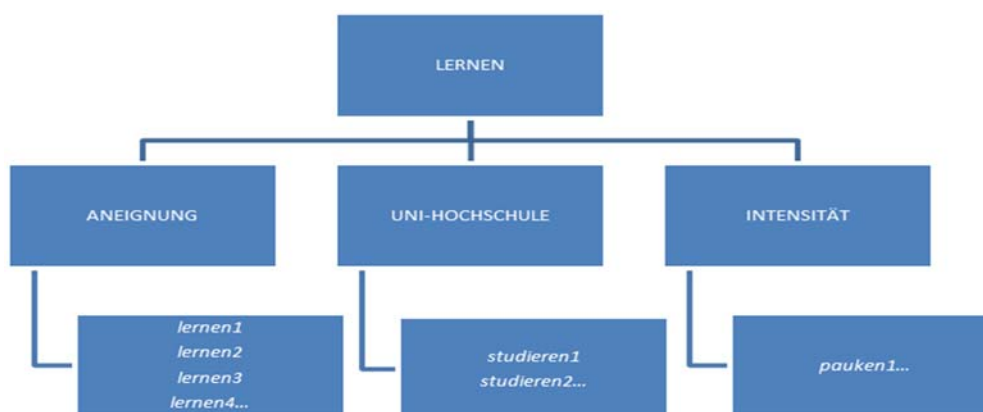 LERNEN
ANEIGNUNG
UNI-HOCHSCHULE
INTENSITÄT
lernen1
lernen2
lernen3
lernen4...
studieren1
studieren2...
pauken1...